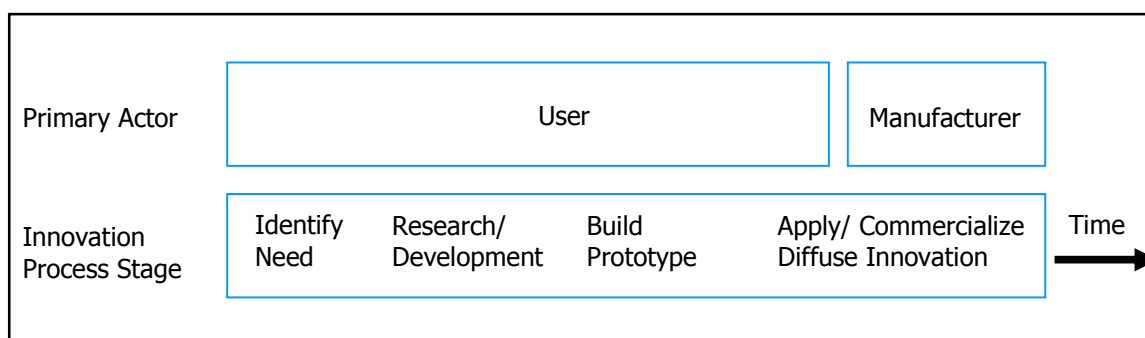 Primary Actor
User
Manufacturer
Innovation
Process Stage
Identify
Need
Research/
Development
Build
Prototype
Apply/ Commercialize
Diffuse Innovation
Time